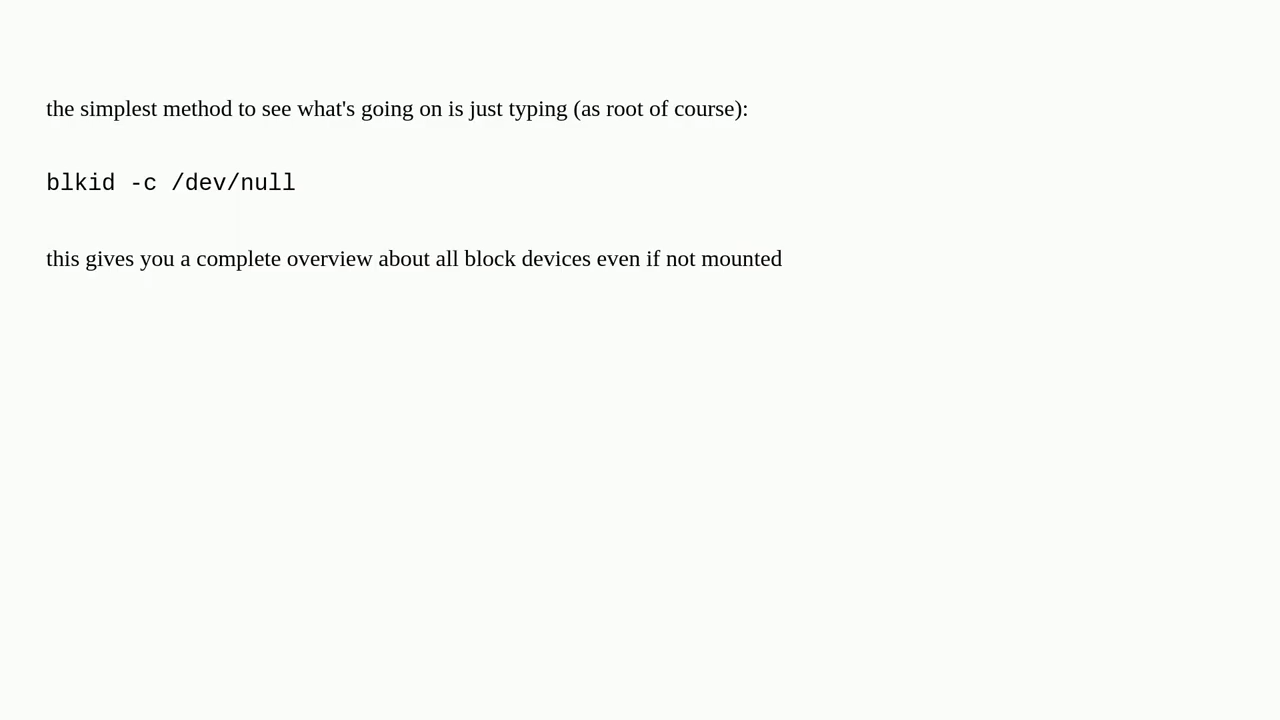 the simplest method to see what's going on is just typing (as root of course):
blkid -c /dev/null
this gives you a complete overview about all block devices even if not mounted